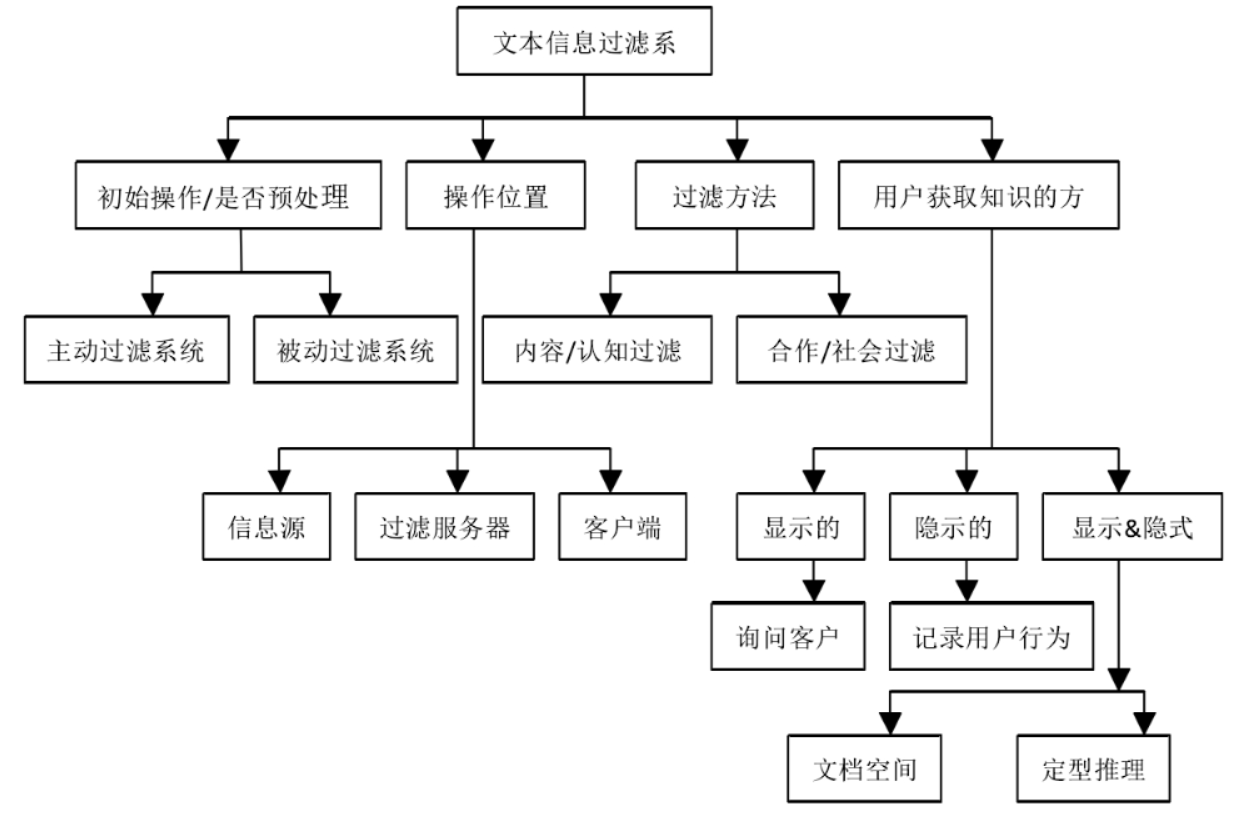 文本信息过滤系
初始操作/是否预处理
操作位置
过滤方法
用户获取知识的方
主动过滤系统
被动过滤系统
内容/认知过滤
合作/社会过滤
信息源
过滤服务器
客户端
显示的
隐示的
显示&隐式
询问客户
记录用户行为
文档空间
定型推理